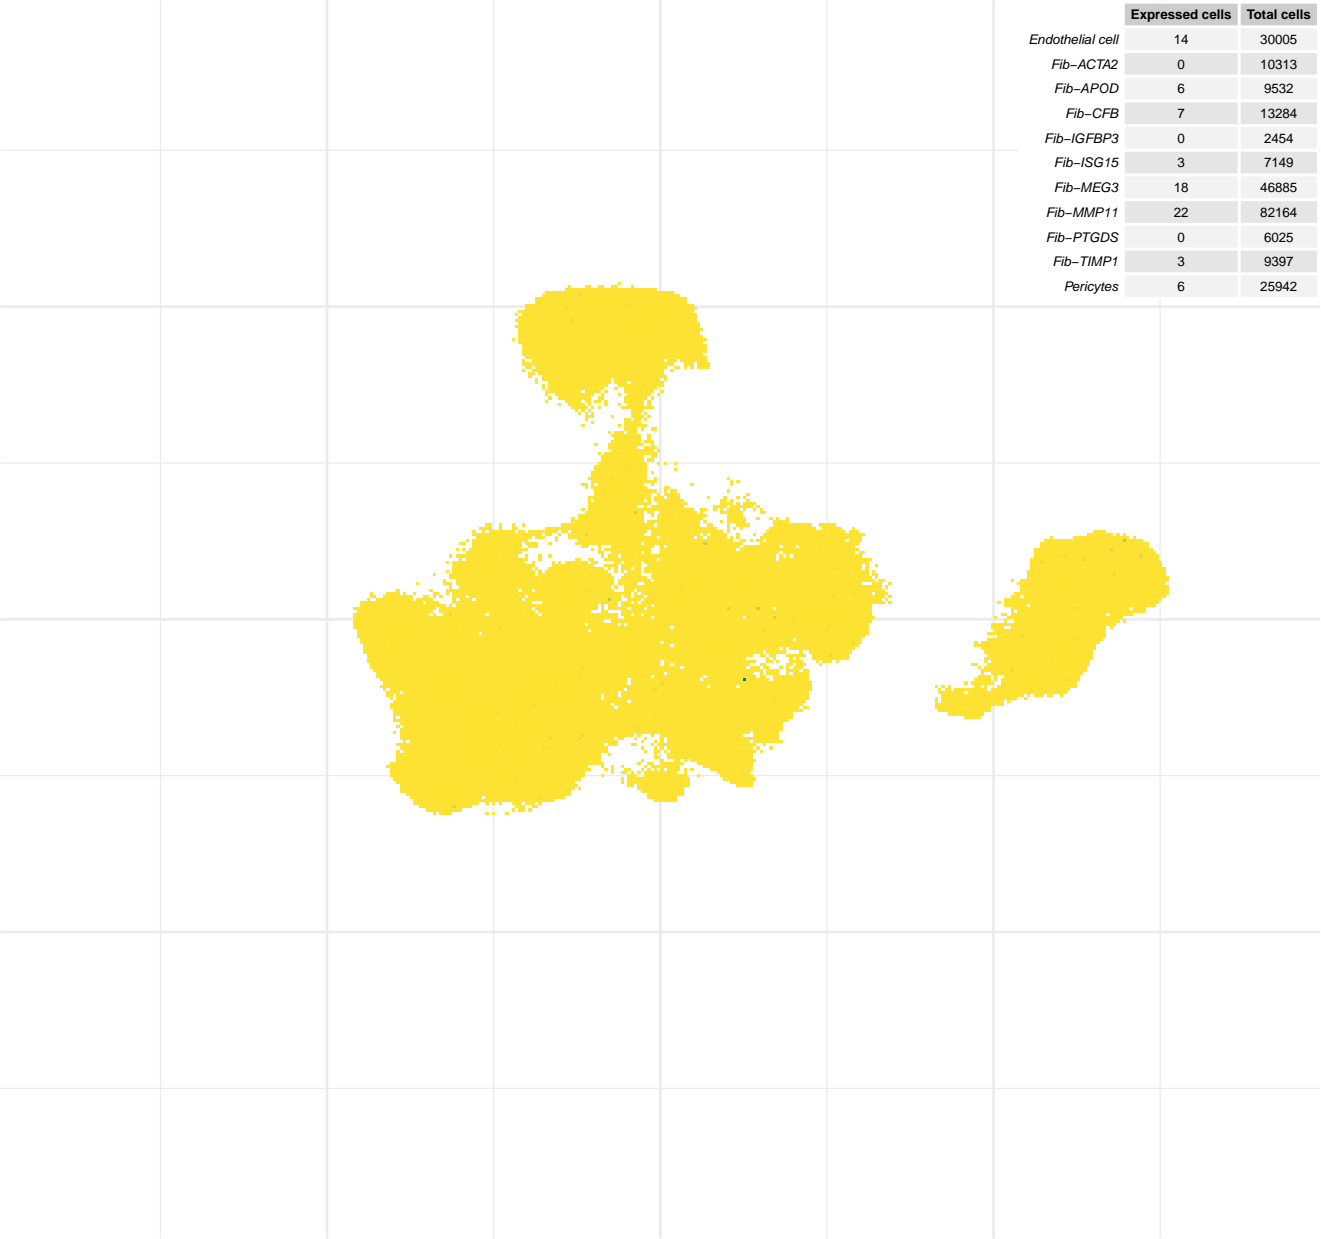 Expressed cells Total cells
Endothelial cell 14 30005
Fib−ACTA2 0 10313
Fib−APOD 6 9532
Fib−CFB 7 13284
Fib−IGFBP3 0 2454
Fib−ISG15 3 7149
Fib−MEG3 18 46885
Fib−MMP11 22 82164
Fib−PTGDS 0 6025
Fib−TIMP1 3 9397
Pericytes 6 25942